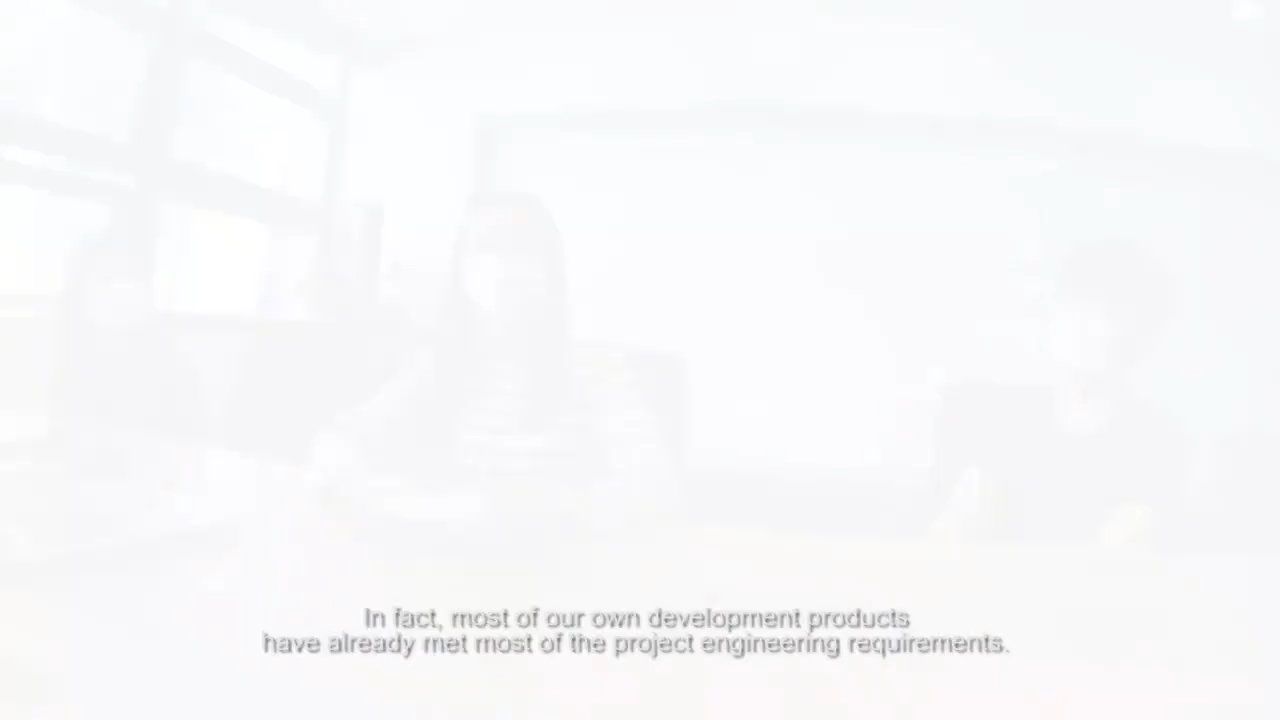 In fact, most of our own development products
have already met most of the project engineering requirements.